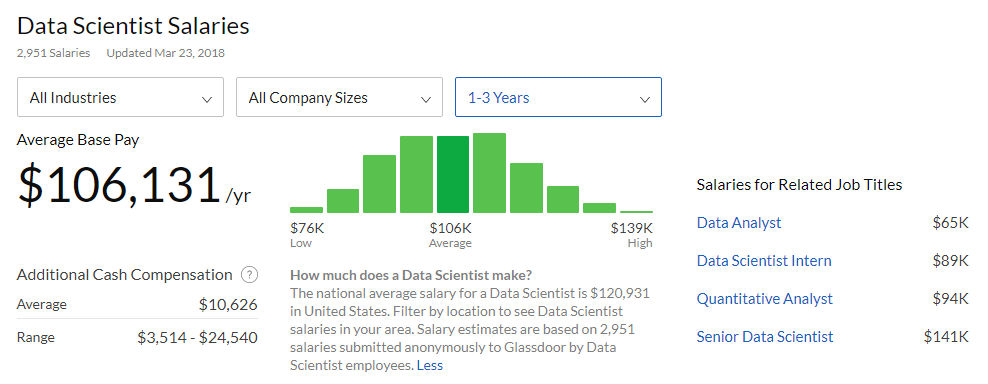 Data Scientist Salaries
2,951 Salaries Updated Mar 23, 2018
All Industries
All Company Sizes
1-3 Years
Average Base Pay
$106,131 /yr
$76K
Low
$106K
Average
$139K
High
Additional Cash Compensation ?
Average $10,626
Range $3,514 - $24,540
How much does a Data Scientist make?
The national average salary for a Data Scientist is $120,931
in United States. Filter by location to see Data Scientist
salaries in your area. Salary estimates are based on 2,951
salaries submitted anonymously to Glassdoor by Data
Scientist employees. Less
Salaries for Related Job Titles
Data Analyst $65K
Data Scientist Intern $89K
Quantitative Analyst $94K
Senior Data Scientist $141K